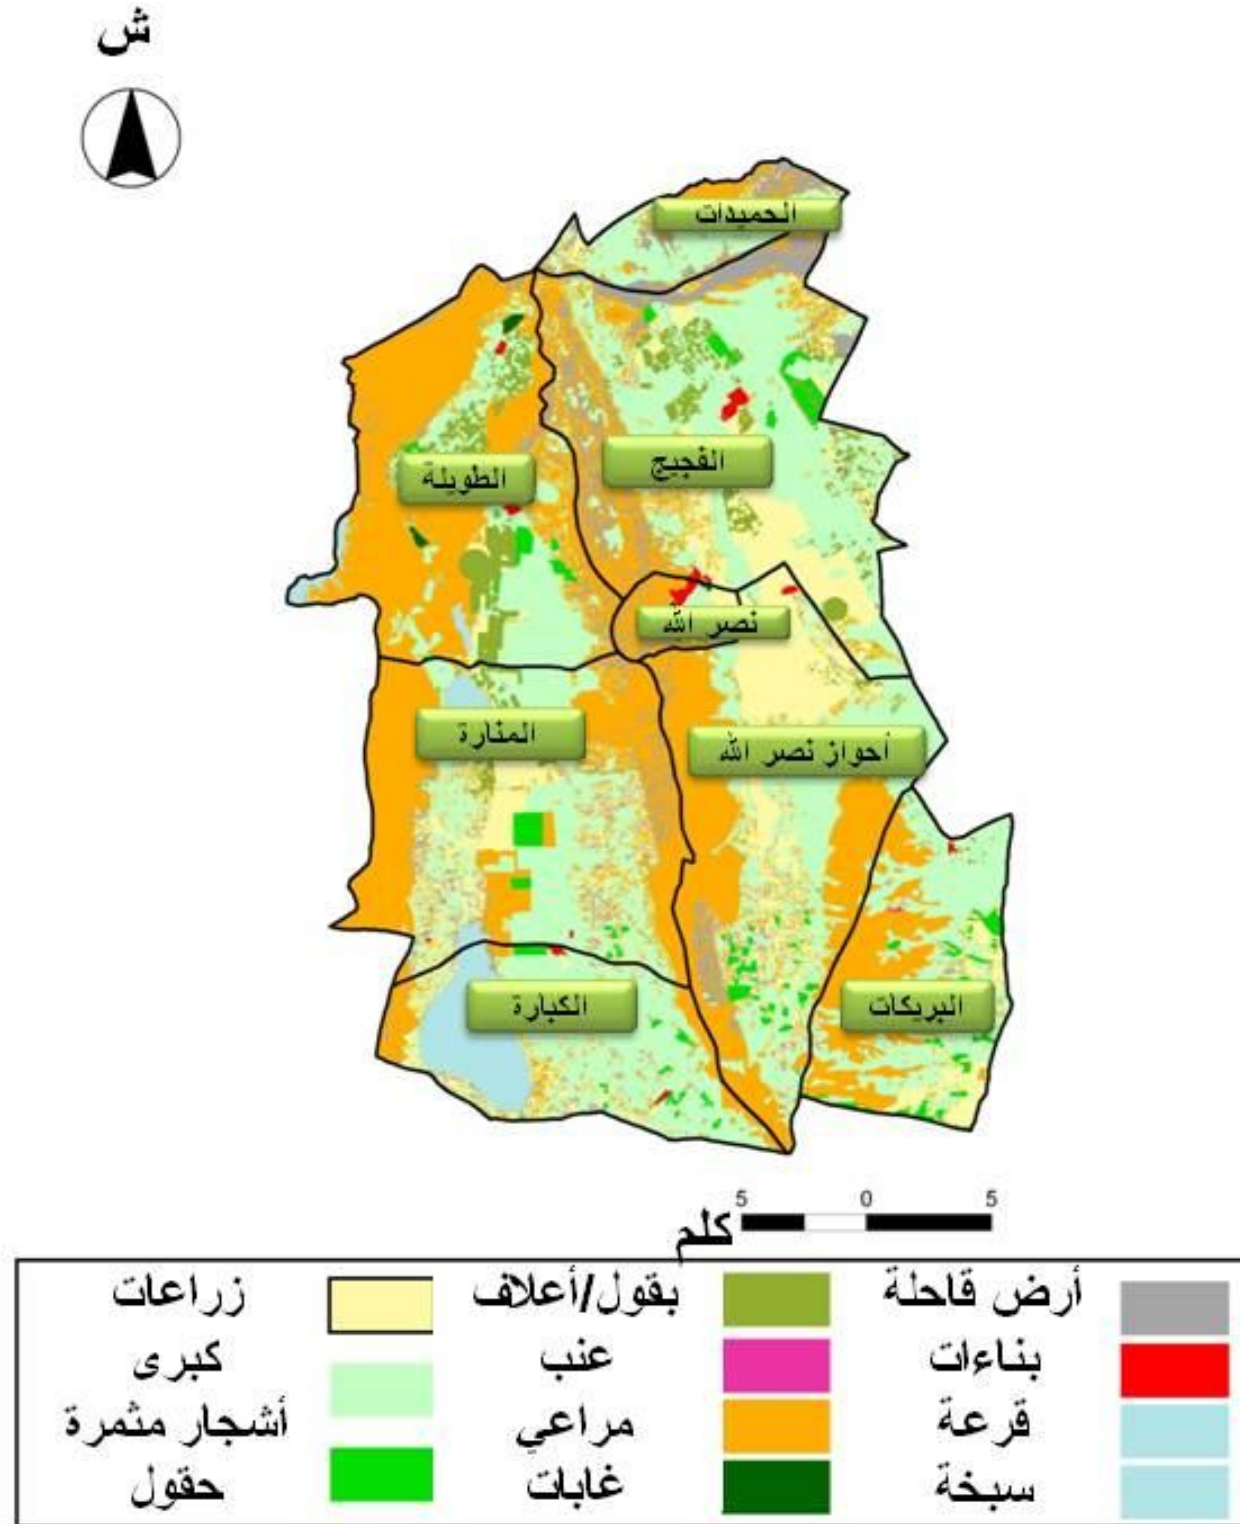 ش
الحميدات
الفجيج
الطويلة
نصر الله
المنارة
أحواز نصر الله
الكبارة
البريكات
5 0 5
كلم
أرض قاحلة
بقول/أعلاف
زراعات
بناءات
عنب
كبرى
قرعة
مراعي
أشجار مثمرة
سبخة
غابات
حقول